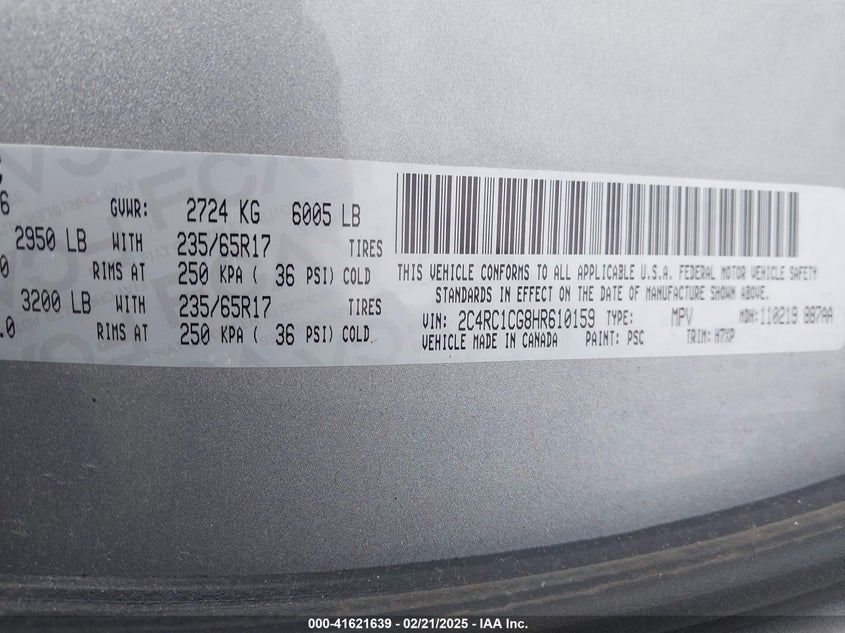 6 GVWR: 2724 KG 6005 LB
2950 LB WITH 235/65R17 TIRES
0 RIMS AT 250 KPA ( 36 PSI) COLD
3200 LB WITH 235/65R17 TIRES
.0 RIMS AT 250 KPA ( 36 PSI) COLD
THIS VEHICLE CONFORMS TO ALL APPLICABLE U.S.A. FEDERAL MOTOR VEHICLE SAFETY
STANDARDS IN EFFECT ON THE DATE OF MANUFACTURE SHOWN ABOVE.
VIN: 2C4RC1CG8HR610159 TYPE: MPV MDH: 110219 887AA
VEHICLE MADE IN CANADA PAINT: PSC TRIM: H7XP
000-41621639 - 02/21/2025 - IAA Inc.